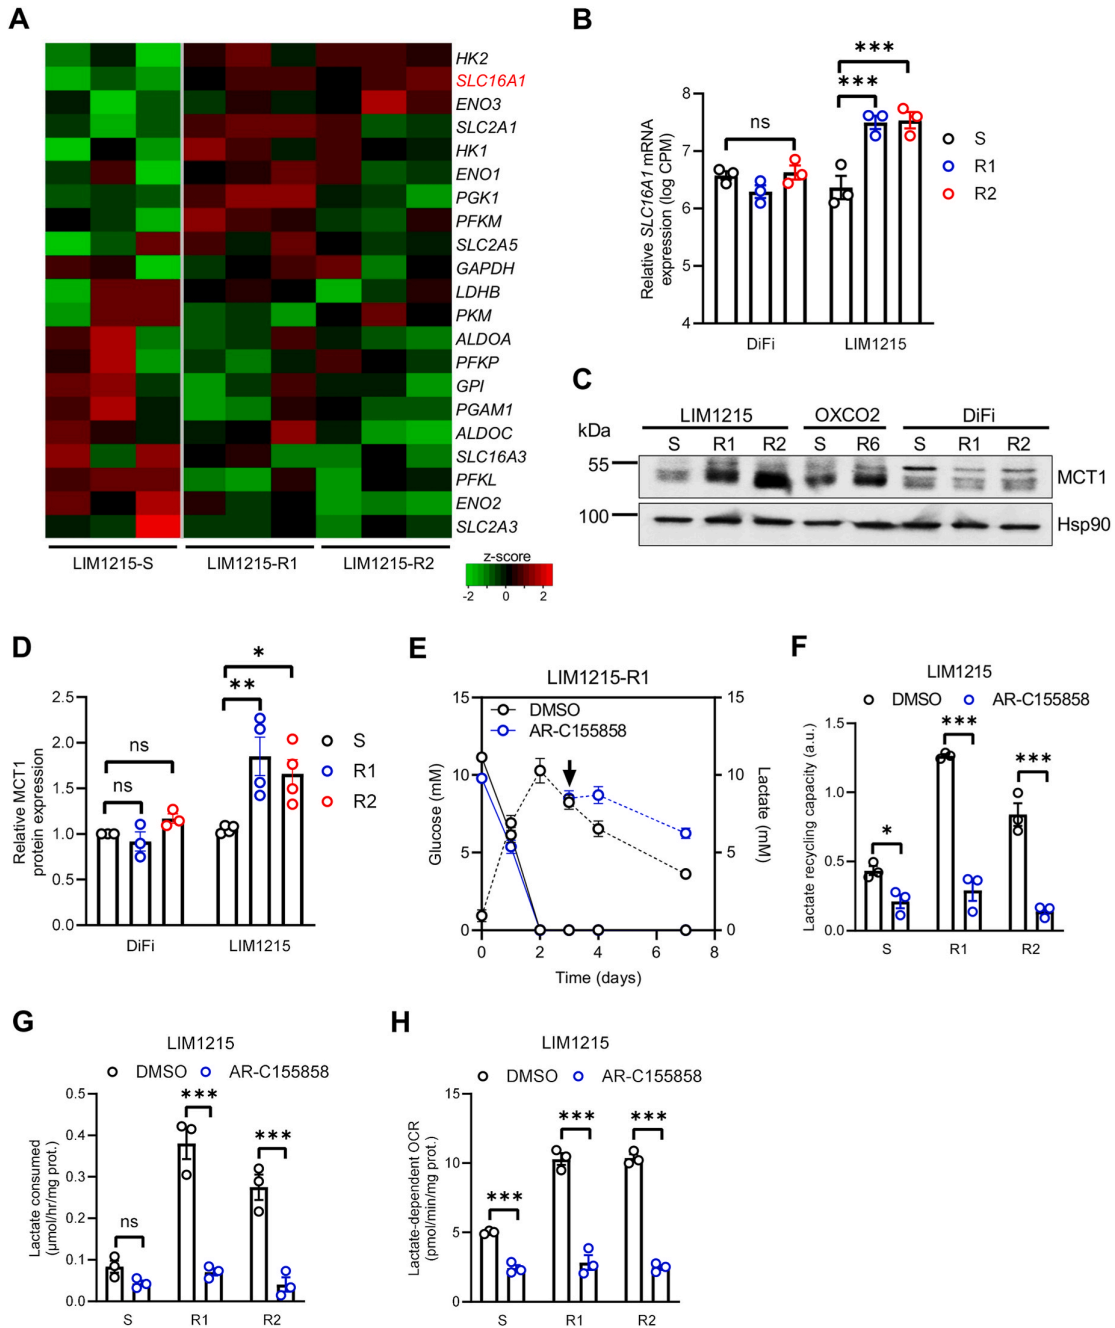 A
HK2
SLC16A1
ENO3
SLC2A1
HK1
ENO1
PGK1
PFKM
SLC2A5
GAPDH
LDHB
PKM
ALDOA
PFKP
GPI
PGAM1
ALDOC
SLC16A3
PFKL
ENO2
SLC2A3
LIM1215-S LIM1215-R1 LIM1215-R2
z-score
-2 0 2
B
Relative SLC16A1 mRNA
expression (log CPM)
8
7
6
5
4
ns
***
***
S
R1
R2
DiFi LIM1215
C
LIM1215 OXCO2 DiFi
kDa S R1 R2 S R6 S R1 R2
55 MCT1
100 Hsp90
D
Relative MCT1
protein expression
2.5
2.0
1.5
1.0
0.5
0.0
ns
ns
*
**
S
R1
R2
DiFi LIM1215
E
LIM1215-R1
DMSO
AR-C155858
Glucose (mM)
15
10
5
0
Lactate (mM)
15
10
5
0
0 2 4 6 8
Time (days)
F
LIM1215
DMSO AR-C155858
Lactate recycling capacity (a.u.)
1.5
1.0
0.5
0.0
* *** ***
S R1 R2
G
LIM1215
DMSO AR-C155858
Lactate consumed
(µmol/hr/mg prot.)
0.5
0.4
0.3
0.2
0.1
0.0
ns *** ***
S R1 R2
H
LIM1215
DMSO AR-C155858
Lactate-dependent OCR
(pmol/min/mg prot.)
15
10
5
0
*** *** ***
S R1 R2